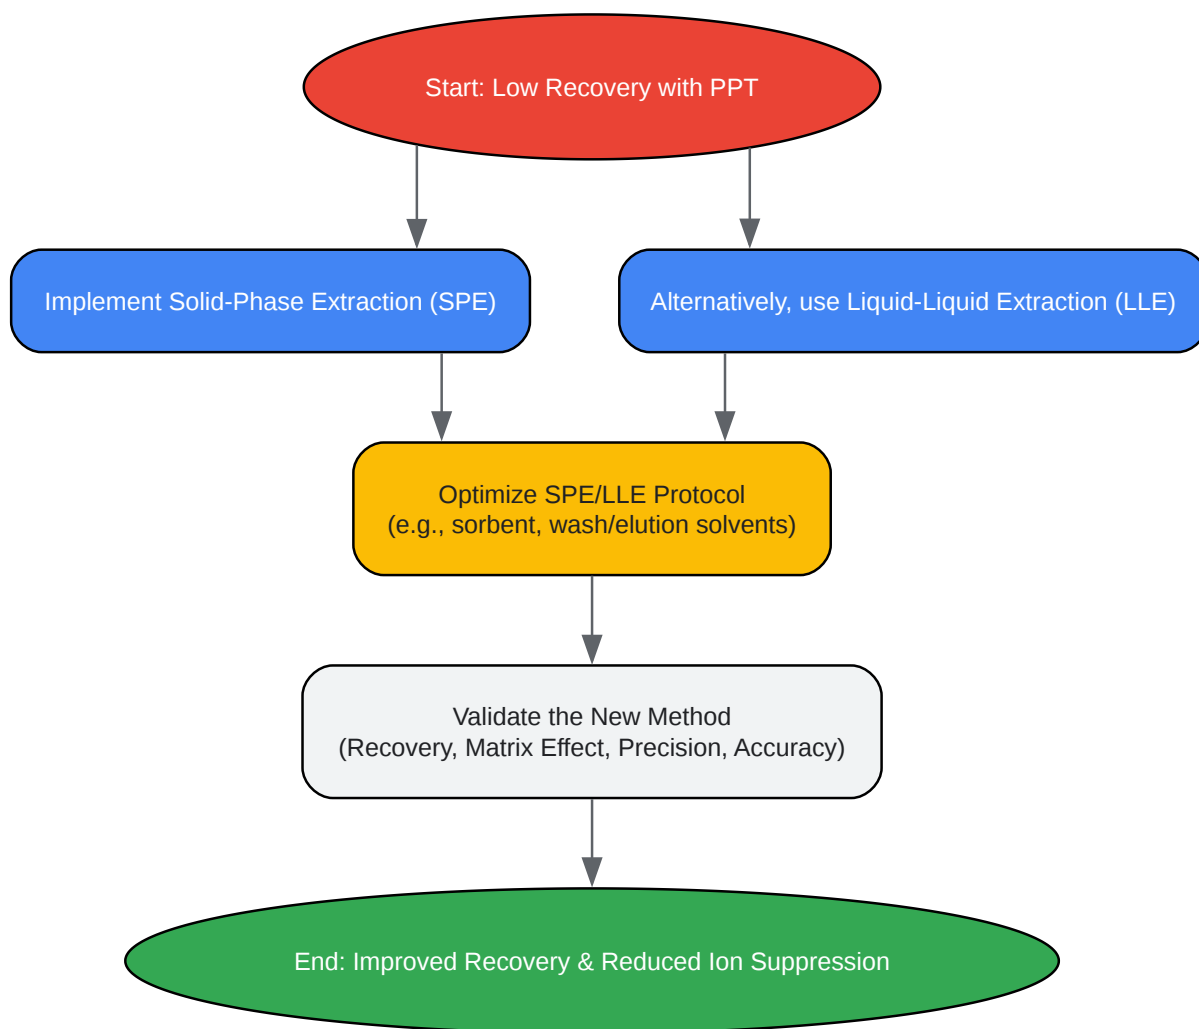 Start: Low Recovery with PPT
Implement Solid-Phase Extraction (SPE)
Alternatively, use Liquid-Liquid Extraction (LLE)
Optimize SPE/LLE Protocol
(e.g., sorbent, wash/elution solvents)
Validate the New Method
(Recovery, Matrix Effect, Precision, Accuracy)
End: Improved Recovery & Reduced Ion Suppression